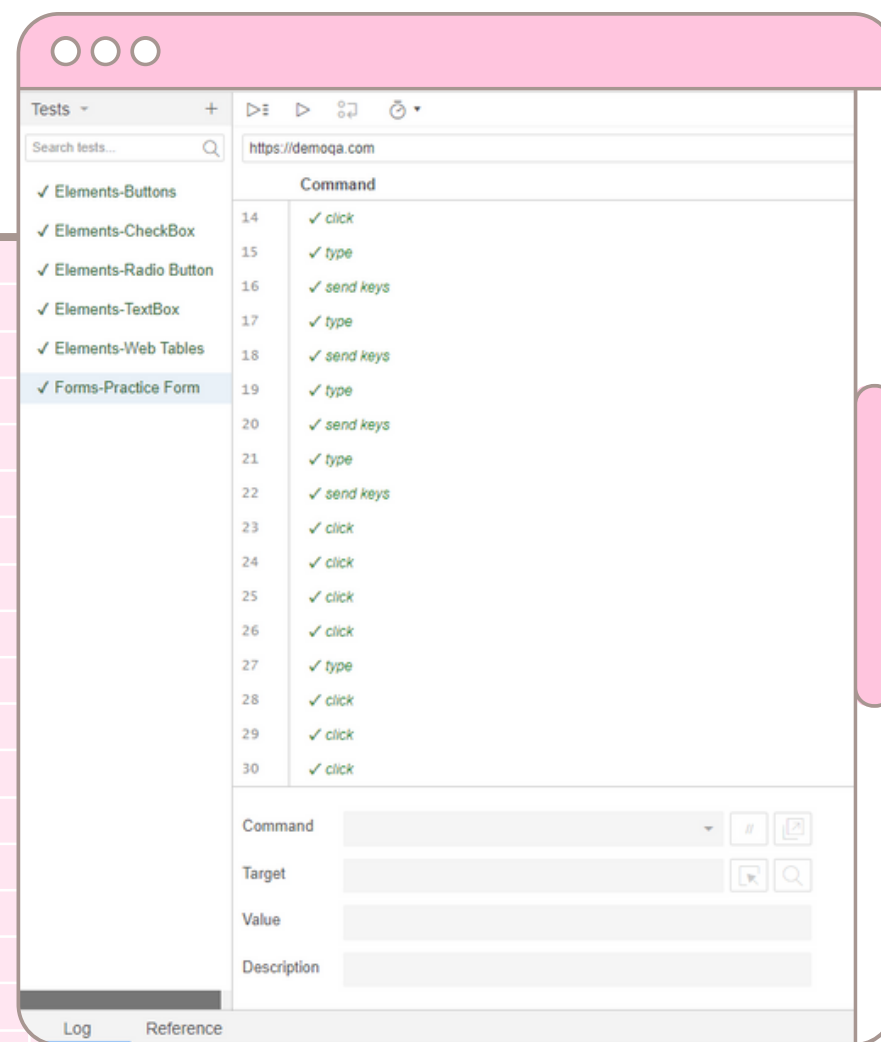 Tests
+
Search tests...
https://demoqa.com
Command
✓ Elements-Buttons
✓ Elements-CheckBox
✓ Elements-Radio Button
✓ Elements-TextBox
✓ Elements-Web Tables
✓ Forms-Practice Form
14 ✓ click
15 ✓ type
16 ✓ send keys
17 ✓ type
18 ✓ send keys
19 ✓ type
20 ✓ send keys
21 ✓ type
22 ✓ send keys
23 ✓ click
24 ✓ click
25 ✓ click
26 ✓ click
27 ✓ type
28 ✓ click
29 ✓ click
30 ✓ click
Command //
Target
Value
Description
Log Reference